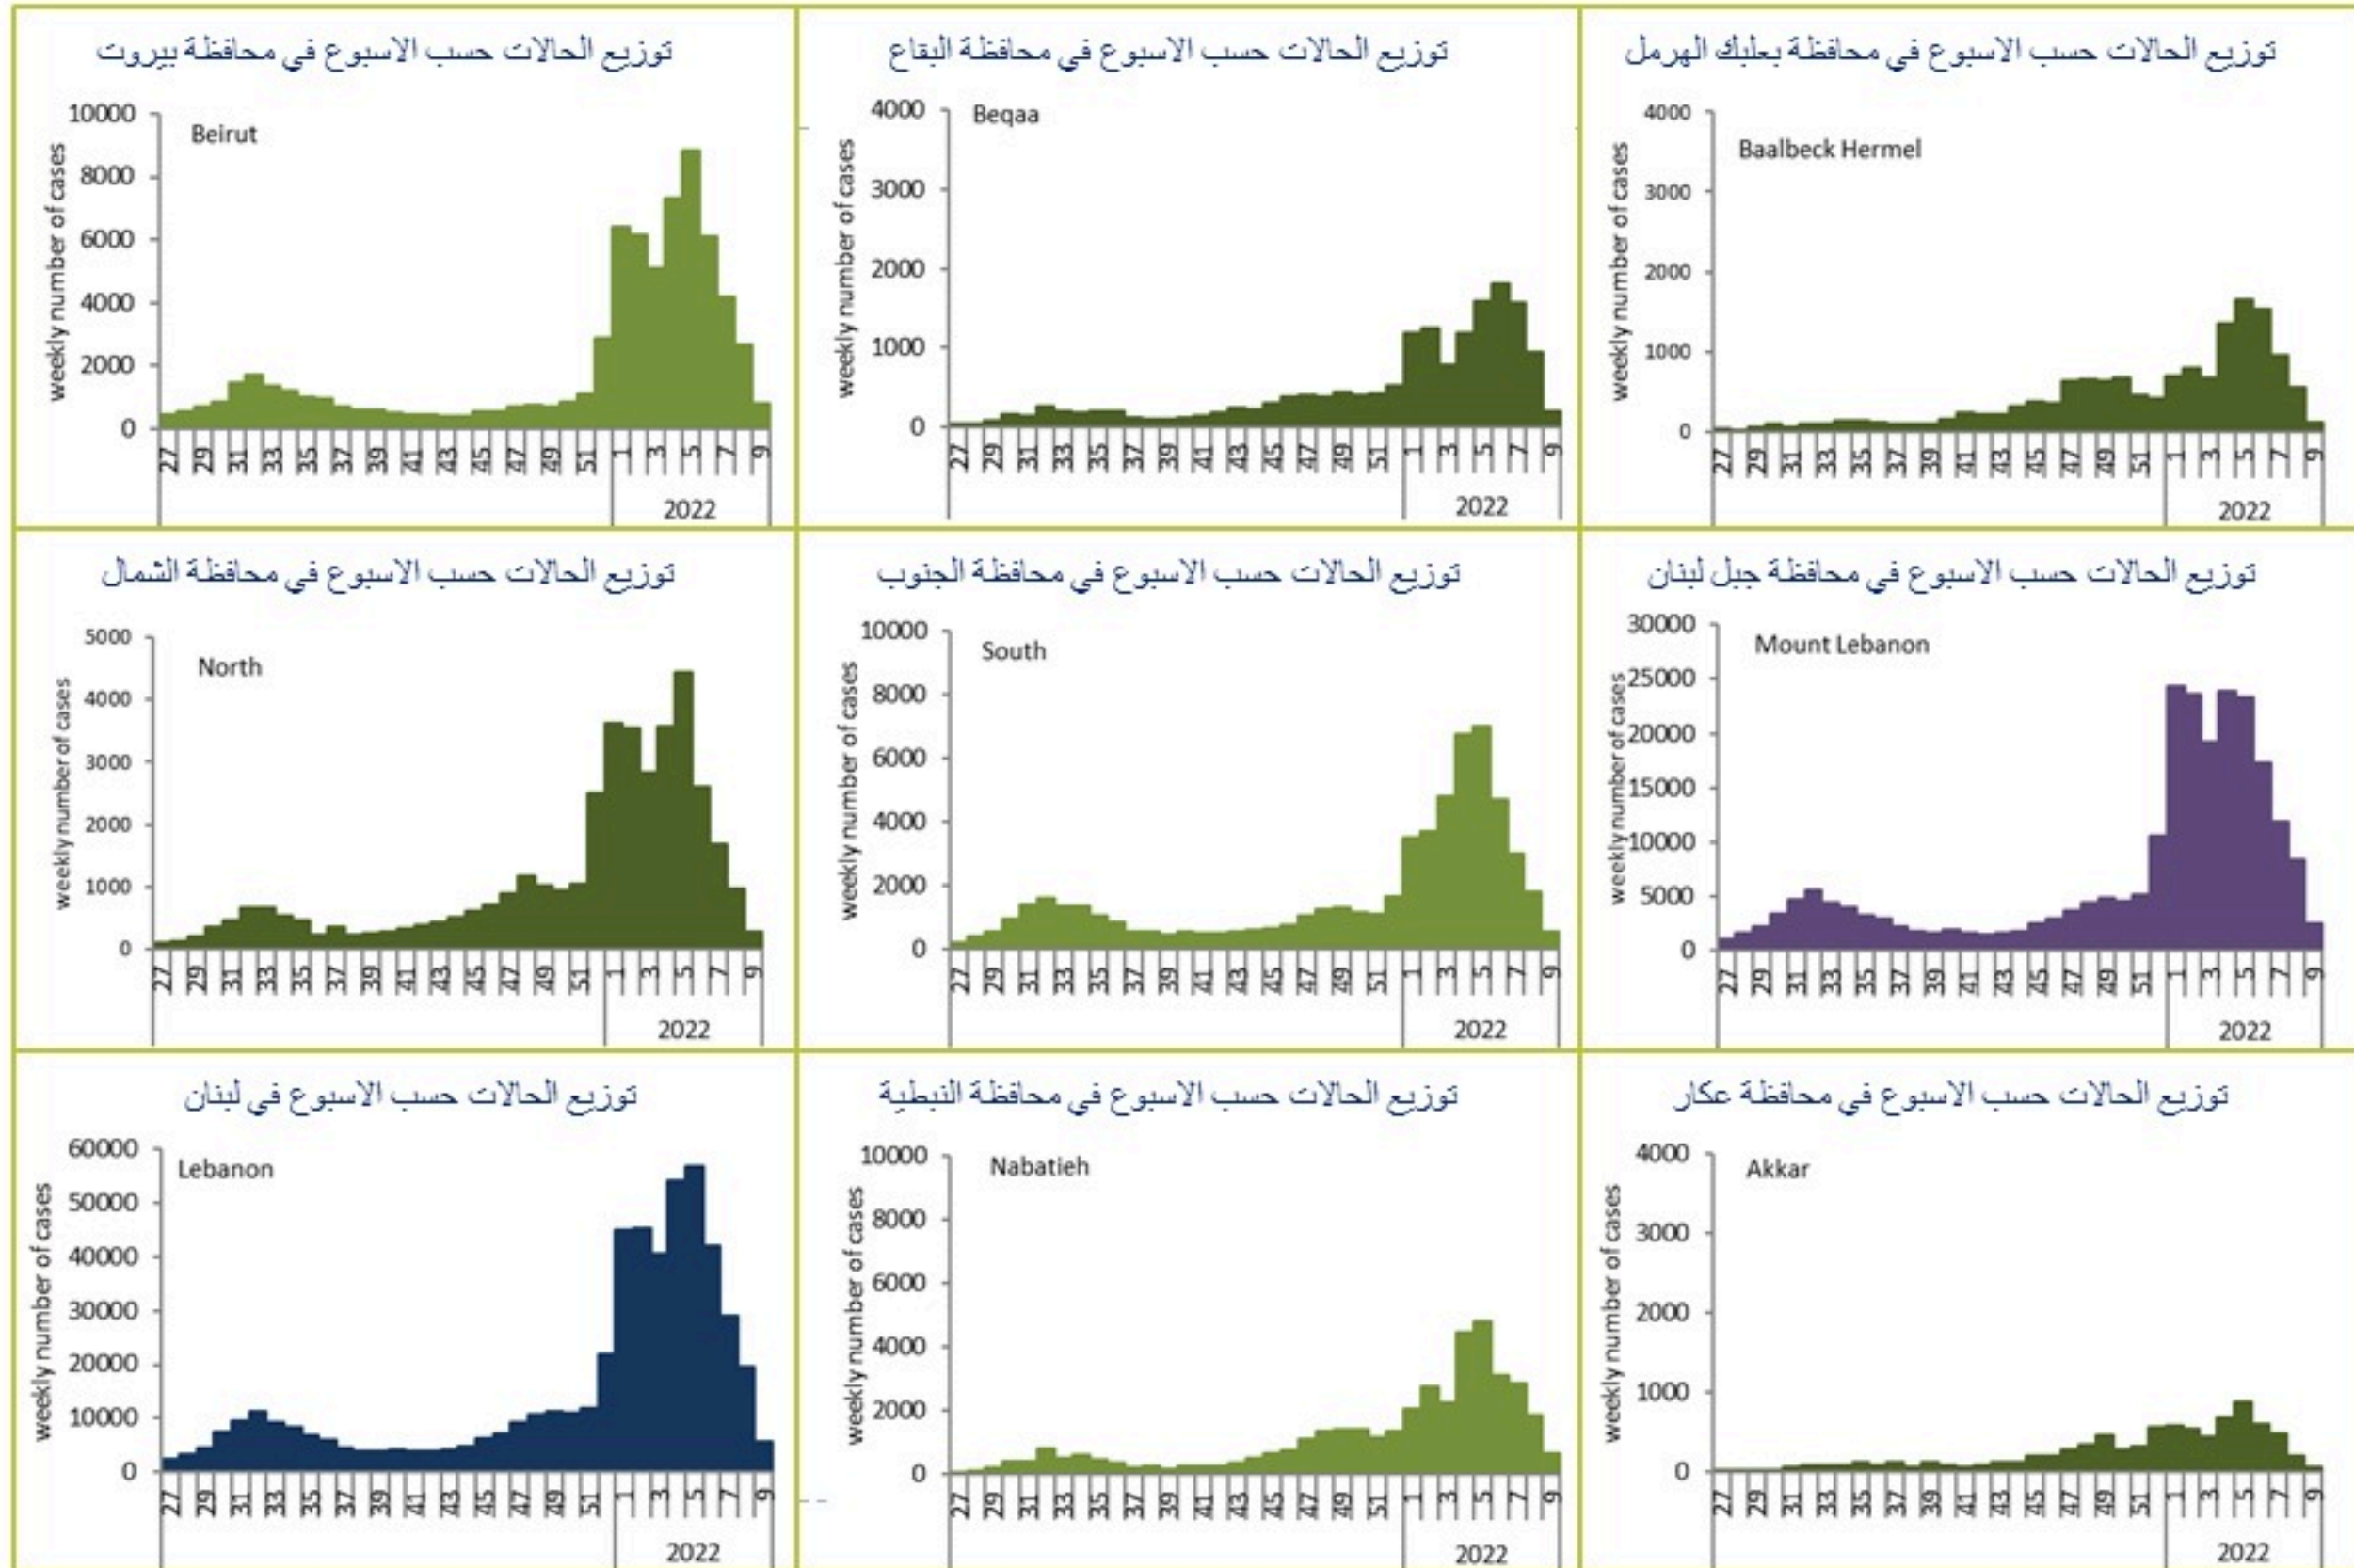 توزيع الحالات حسب الاسبوع في محافظة بيروت
Beirut
weekly number of cases
10000
8000
6000
4000
2000
0
27 29 31 33 35 37 39 41 43 45 47 49 51 1 3 5 7 9
2022
توزيع الحالات حسب الاسبوع في محافظة البقاع
Beqaa
weekly number of cases
4000
3000
2000
1000
0
27 29 31 33 35 37 39 41 43 45 47 49 51 1 3 5 7 9
2022
توزيع الحالات حسب الاسبوع في محافظة بعلبك الهرمل
Baalbeck Hermel
weekly number of cases
4000
3000
2000
1000
0
27 29 31 33 35 37 39 41 43 45 47 49 51 1 3 5 7 9
2022
توزيع الحالات حسب الاسبوع في محافظة الشمال
North
weekly number of cases
5000
4000
3000
2000
1000
0
27 29 31 33 35 37 39 41 43 45 47 49 51 1 3 5 7 9
2022
توزيع الحالات حسب الاسبوع في محافظة الجنوب
South
weekly number of cases
10000
8000
6000
4000
2000
0
27 29 31 33 35 37 39 41 43 45 47 49 51 1 3 5 7 9
2022
توزيع الحالات حسب الاسبوع في محافظة جبل لبنان
Mount Lebanon
weekly number of cases
30000
25000
20000
15000
10000
5000
0
27 29 31 33 35 37 39 41 43 45 47 49 51 1 3 5 7 9
2022
توزيع الحالات حسب الاسبوع في لبنان
Lebanon
weekly number of cases
60000
50000
40000
30000
20000
10000
0
27 29 31 33 35 37 39 41 43 45 47 49 51 1 3 5 7 9
2022
توزيع الحالات حسب الاسبوع في محافظة النبطية
Nabatieh
weekly number of cases
10000
8000
6000
4000
2000
0
27 29 31 33 35 37 39 41 43 45 47 49 51 1 3 5 7 9
2022
توزيع الحالات حسب الاسبوع في محافظة عكار
Akkar
weekly number of cases
4000
3000
2000
1000
0
27 29 31 33 35 37 39 41 43 45 47 49 51 1 3 5 7 9
2022